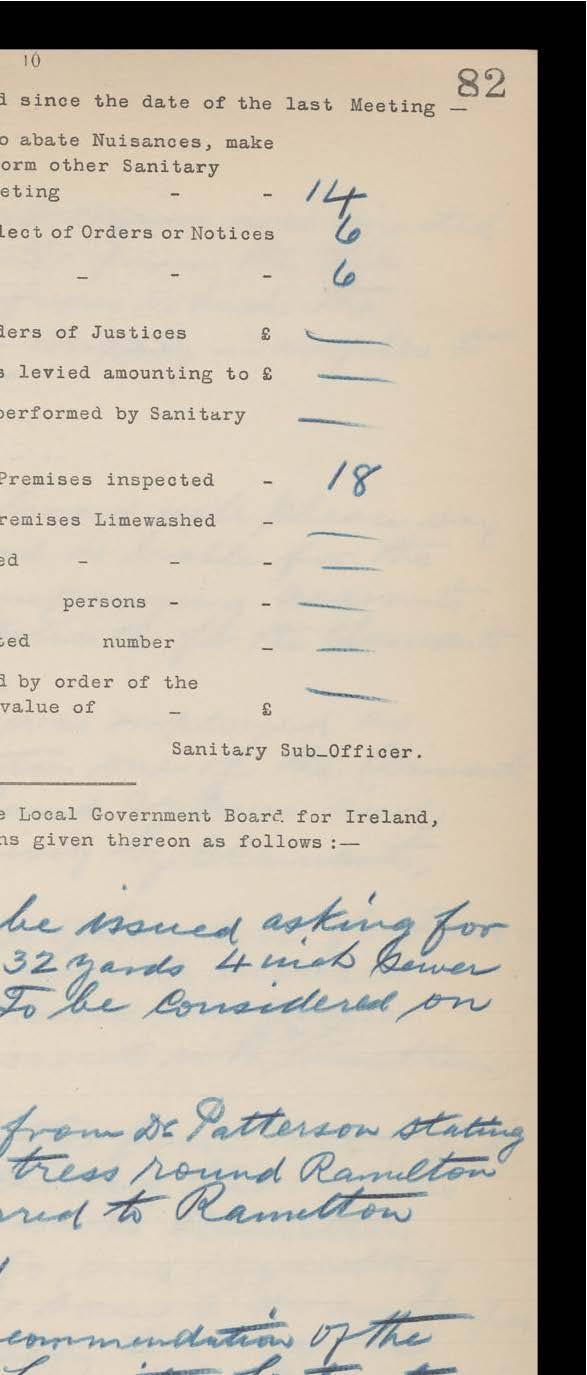 10
82
d since the date of the last Meeting —
o abate Nuisances, make
orm other Sanitary
eting - - 14
lect of Orders or Notices 6
– - - 6
ders of Justices £ —
s levied amounting to £ —
performed by Sanitary —
Premises inspected - 18
remises Limewashed - —
ed - - - —
persons - - —
ted number – —
d by order of the
value of – £ —
Sanitary Sub_Officer.
e Local Government Board for Ireland,
ns given thereon as follows:—
be issued asking for
32 yards 4 inch Sewer
To be Considered on
from Dr Patterson stating
tress round Ramelton
rred to Ramelton
commendation of the